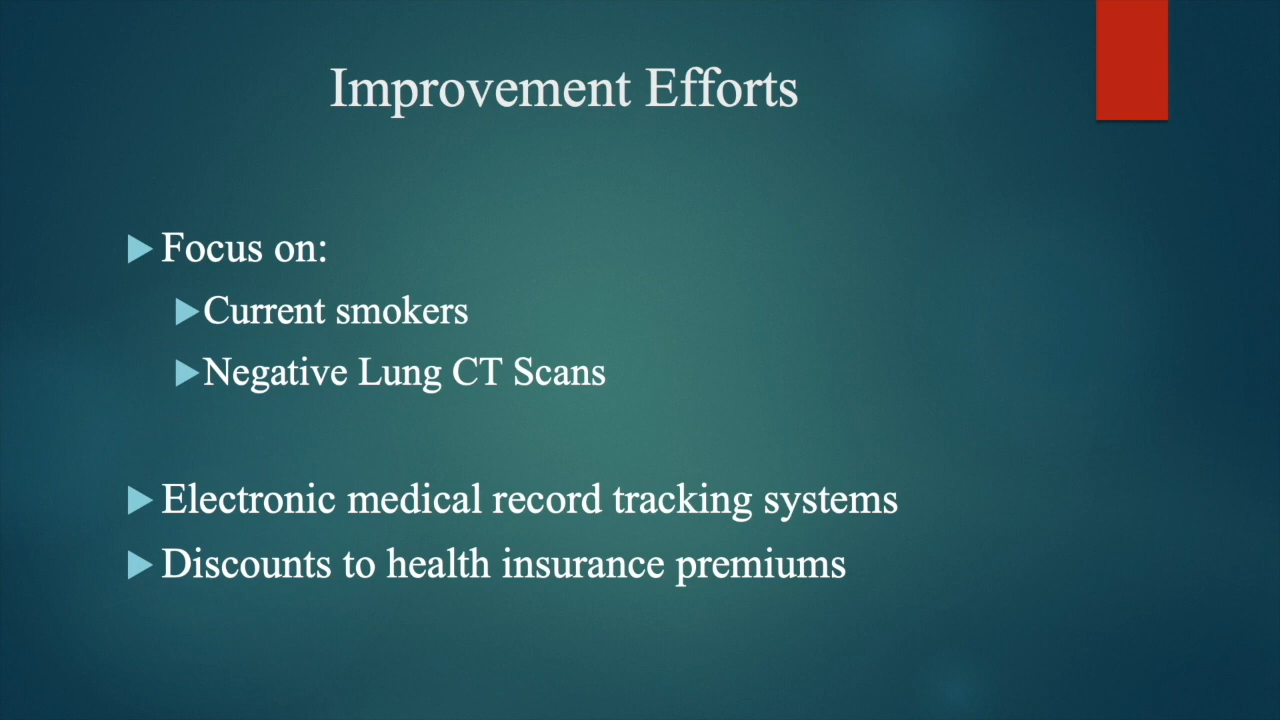 Improvement Efforts
Focus on:
Current smokers
Negative Lung CT Scans
Electronic medical record tracking systems
Discounts to health insurance premiums